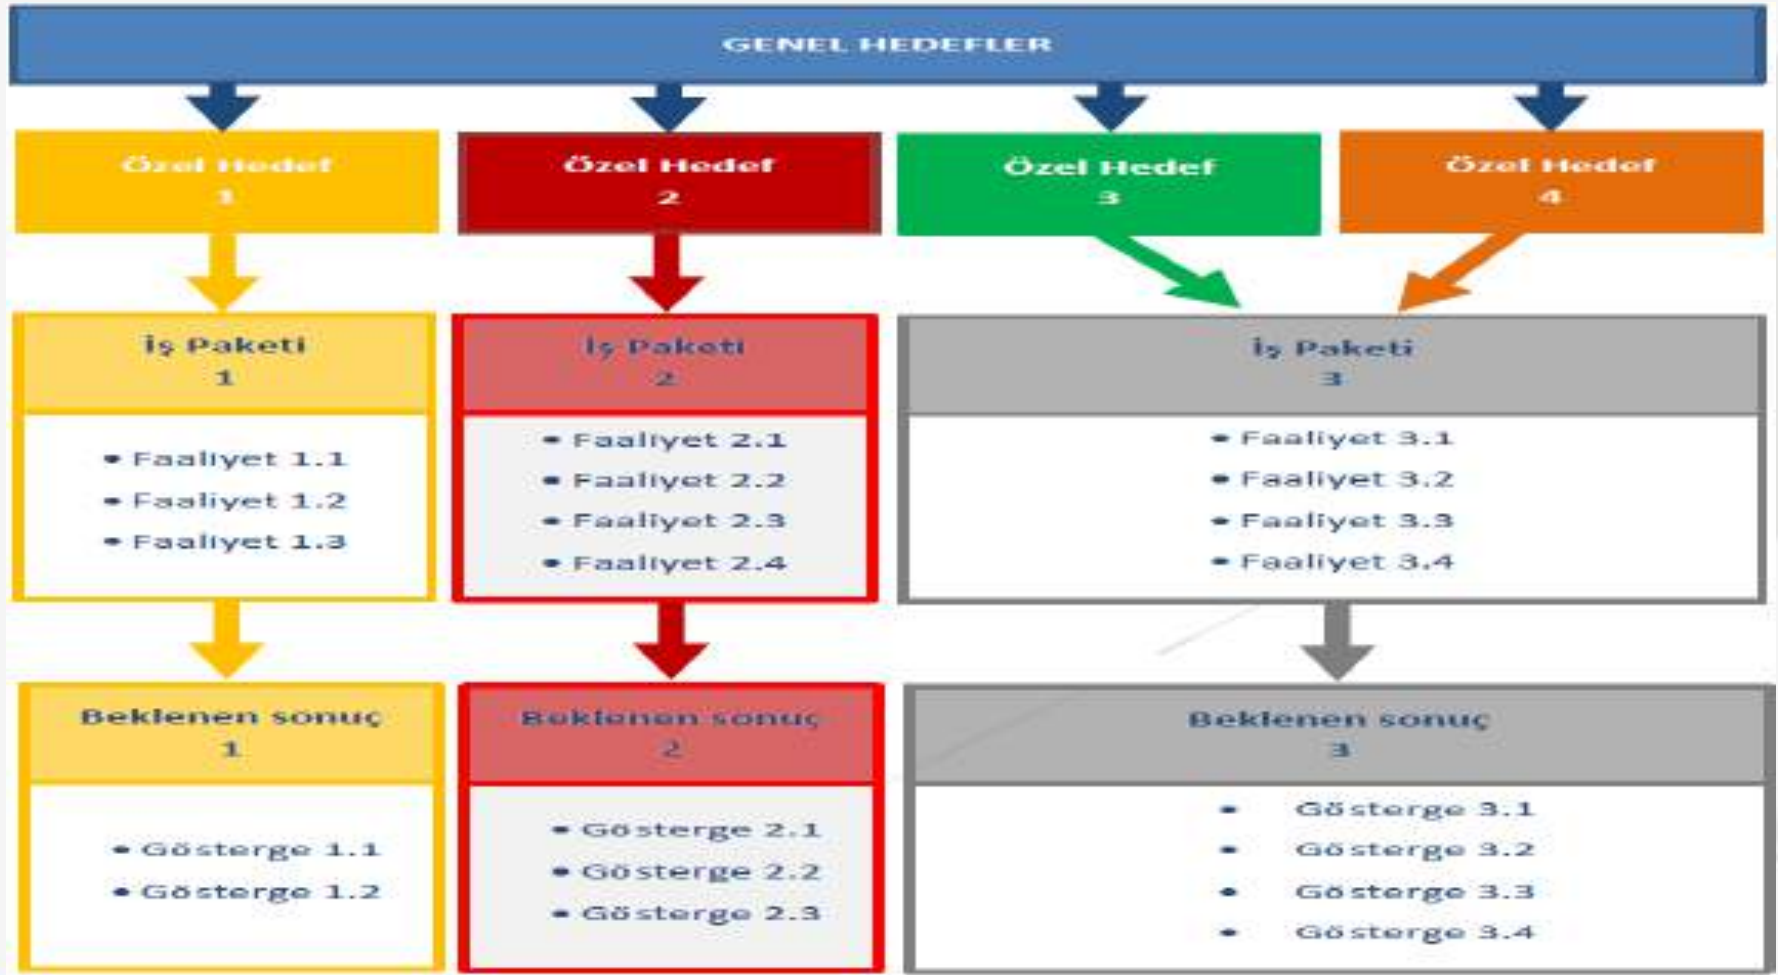 GENEL HEDEFLER
Özel Hedef
1
Özel Hedef
2
Özel Hedef
3
Özel Hedef
4
İş Paketi
1
• Faaliyet 1.1
• Faaliyet 1.2
• Faaliyet 1.3
İş Paketi
2
• Faaliyet 2.1
• Faaliyet 2.2
• Faaliyet 2.3
• Faaliyet 2.4
İş Paketi
3
• Faaliyet 3.1
• Faaliyet 3.2
• Faaliyet 3.3
• Faaliyet 3.4
Beklenen sonuç
1
• Gösterge 1.1
• Gösterge 1.2
Beklenen sonuç
2
• Gösterge 2.1
• Gösterge 2.2
• Gösterge 2.3
Beklenen sonuç
3
• Gösterge 3.1
• Gösterge 3.2
• Gösterge 3.3
• Gösterge 3.4